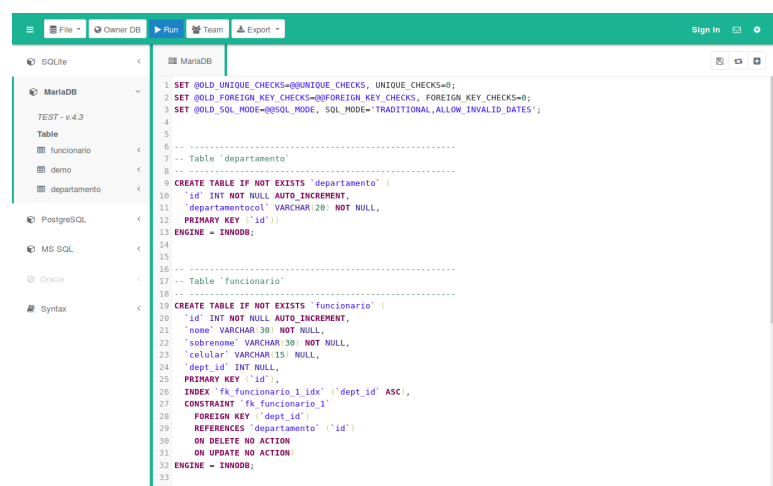 File Owner DB Run Team Export Sign In
SQLite
MariaDB
TEST - v.4.3
Table
funcionario
demo
departamento
PostgreSQL
MS SQL
Oracle
Syntax
MariaDB
1 SET @OLD_UNIQUE_CHECKS=@@UNIQUE_CHECKS, UNIQUE_CHECKS=0;
2 SET @OLD_FOREIGN_KEY_CHECKS=@@FOREIGN_KEY_CHECKS, FOREIGN_KEY_CHECKS=0;
3 SET @OLD_SQL_MODE=@@SQL_MODE, SQL_MODE='TRADITIONAL,ALLOW_INVALID_DATES';
4
5
6 -- -----------------------------------------------------
7 -- Table `departamento`
8 -- -----------------------------------------------------
9 CREATE TABLE IF NOT EXISTS `departamento` (
10 `id` INT NOT NULL AUTO_INCREMENT,
11 `departamentocol` VARCHAR(20) NOT NULL,
12 PRIMARY KEY (`id`))
13 ENGINE = INNODB;
14
15
16 -- -----------------------------------------------------
17 -- Table `funcionario`
18 -- -----------------------------------------------------
19 CREATE TABLE IF NOT EXISTS `funcionario` (
20 `id` INT NOT NULL AUTO_INCREMENT,
21 `nome` VARCHAR(30) NOT NULL,
22 `sobrenome` VARCHAR(30) NOT NULL,
23 `celular` VARCHAR(15) NULL,
24 `dept_id` INT NULL,
25 PRIMARY KEY (`id`),
26 INDEX `fk_funcionario_1_idx` (`dept_id` ASC),
27 CONSTRAINT `fk_funcionario_1`
28 FOREIGN KEY (`dept_id`)
29 REFERENCES `departamento` (`id`)
30 ON DELETE NO ACTION
31 ON UPDATE NO ACTION)
32 ENGINE = INNODB;
33